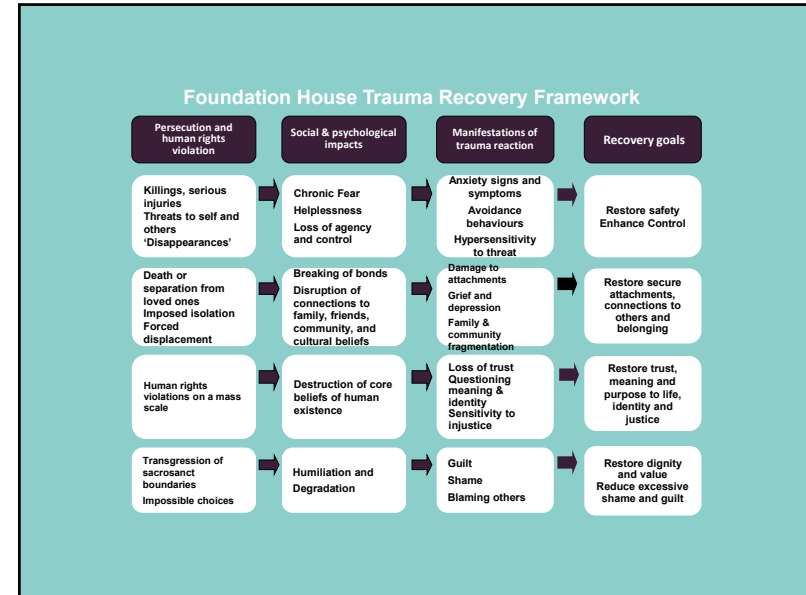 Foundation House Trauma Recovery Framework
Persecution and
human rights
violation
Social & psychological
impacts
Manifestations of
trauma reaction
Recovery goals
Killings, serious
injuries
Threats to self and
others
‘Disappearances’
Chronic Fear
Helplessness
Loss of agency
and control
Anxiety signs and
symptoms
Avoidance
behaviours
Hypersensitivity
to threat
Restore safety
Enhance Control
Death or
separation from
loved ones
Imposed isolation
Forced
displacement
Breaking of bonds
Disruption of
connections to
family, friends,
community, and
cultural beliefs
Damage to
attachments
Grief and
depression
Family &
community
fragmentation
Restore secure
attachments,
connections to
others and
belonging
Human rights
violations on a mass
scale
Destruction of core
beliefs of human
existence
Loss of trust
Questioning
meaning &
identity
Sensitivity to
injustice
Restore trust,
meaning and
purpose to life,
identity and
justice
Transgression of
sacrosanct
boundaries
Impossible choices
Humiliation and
Degradation
Guilt
Shame
Blaming others
Restore dignity
and value
Reduce excessive
shame and guilt